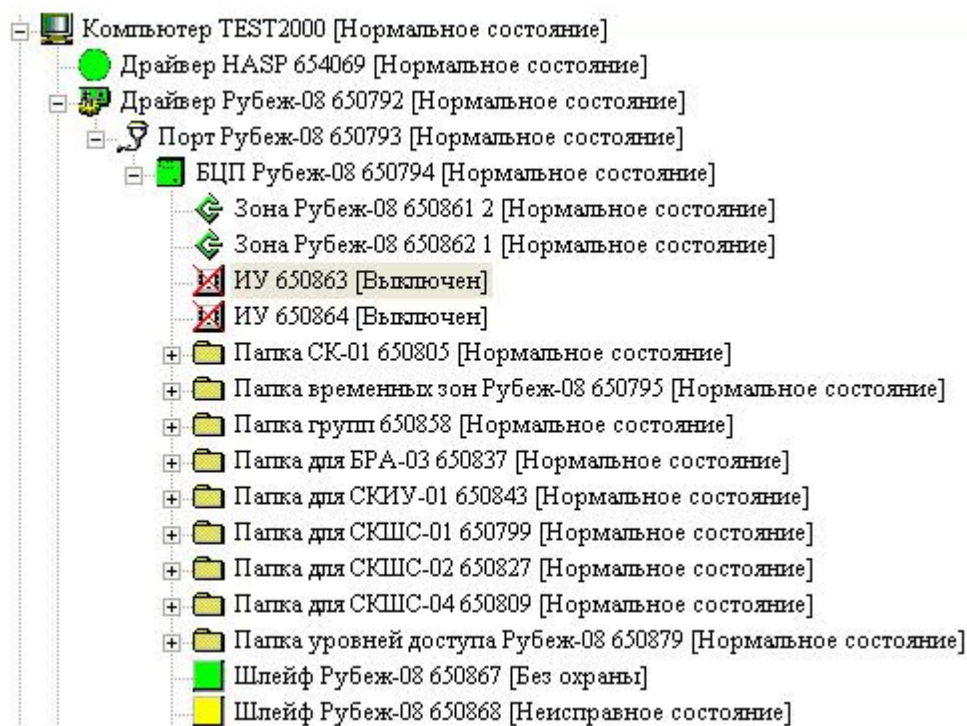 Компьютер TEST2000 [Нормальное состояние]
Драйвер HASP 654069 [Нормальное состояние]
Драйвер Рубеж-08 650792 [Нормальное состояние]
Порт Рубеж-08 650793 [Нормальное состояние]
БЦП Рубеж-08 650794 [Нормальное состояние]
Зона Рубеж-08 650861 2 [Нормальное состояние]
Зона Рубеж-08 650862 1 [Нормальное состояние]
ИУ 650863 [Выключен]
ИУ 650864 [Выключен]
Папка СК-01 650805 [Нормальное состояние]
Папка временных зон Рубеж-08 650795 [Нормальное состояние]
Папка групп 650858 [Нормальное состояние]
Папка для БРА-03 650837 [Нормальное состояние]
Папка для СКИУ-01 650843 [Нормальное состояние]
Папка для СКШС-01 650799 [Нормальное состояние]
Папка для СКШС-02 650827 [Нормальное состояние]
Папка для СКШС-04 650809 [Нормальное состояние]
Папка уровней доступа Рубеж-08 650879 [Нормальное состояние]
Шлейф Рубеж-08 650867 [Без охраны]
Шлейф Рубеж-08 650868 [Неисправное состояние]